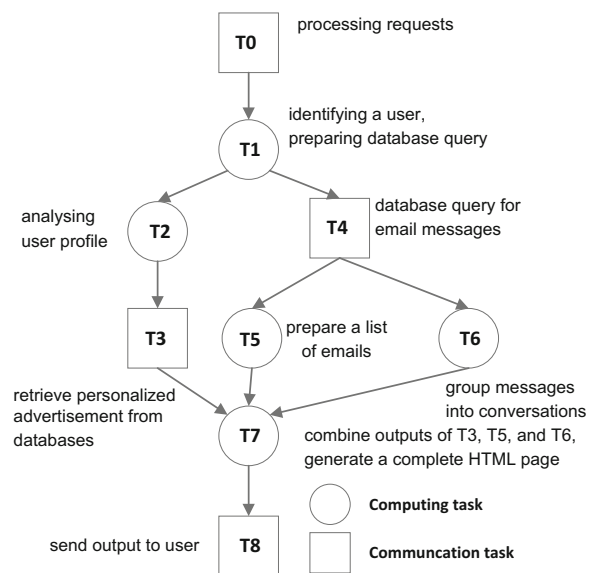 processing requests
T0
identifying a user,
preparing database query
T1
analysing
user profile
T2
T4
database query for
email messages
T3
T5
prepare a list
of emails
T6
retrieve personalized
advertisement from
databases
group messages
into conversations
T7
combine outputs of T3, T5, and T6,
generate a complete HTML page
Computing task
send output to user
T8
Communcation task